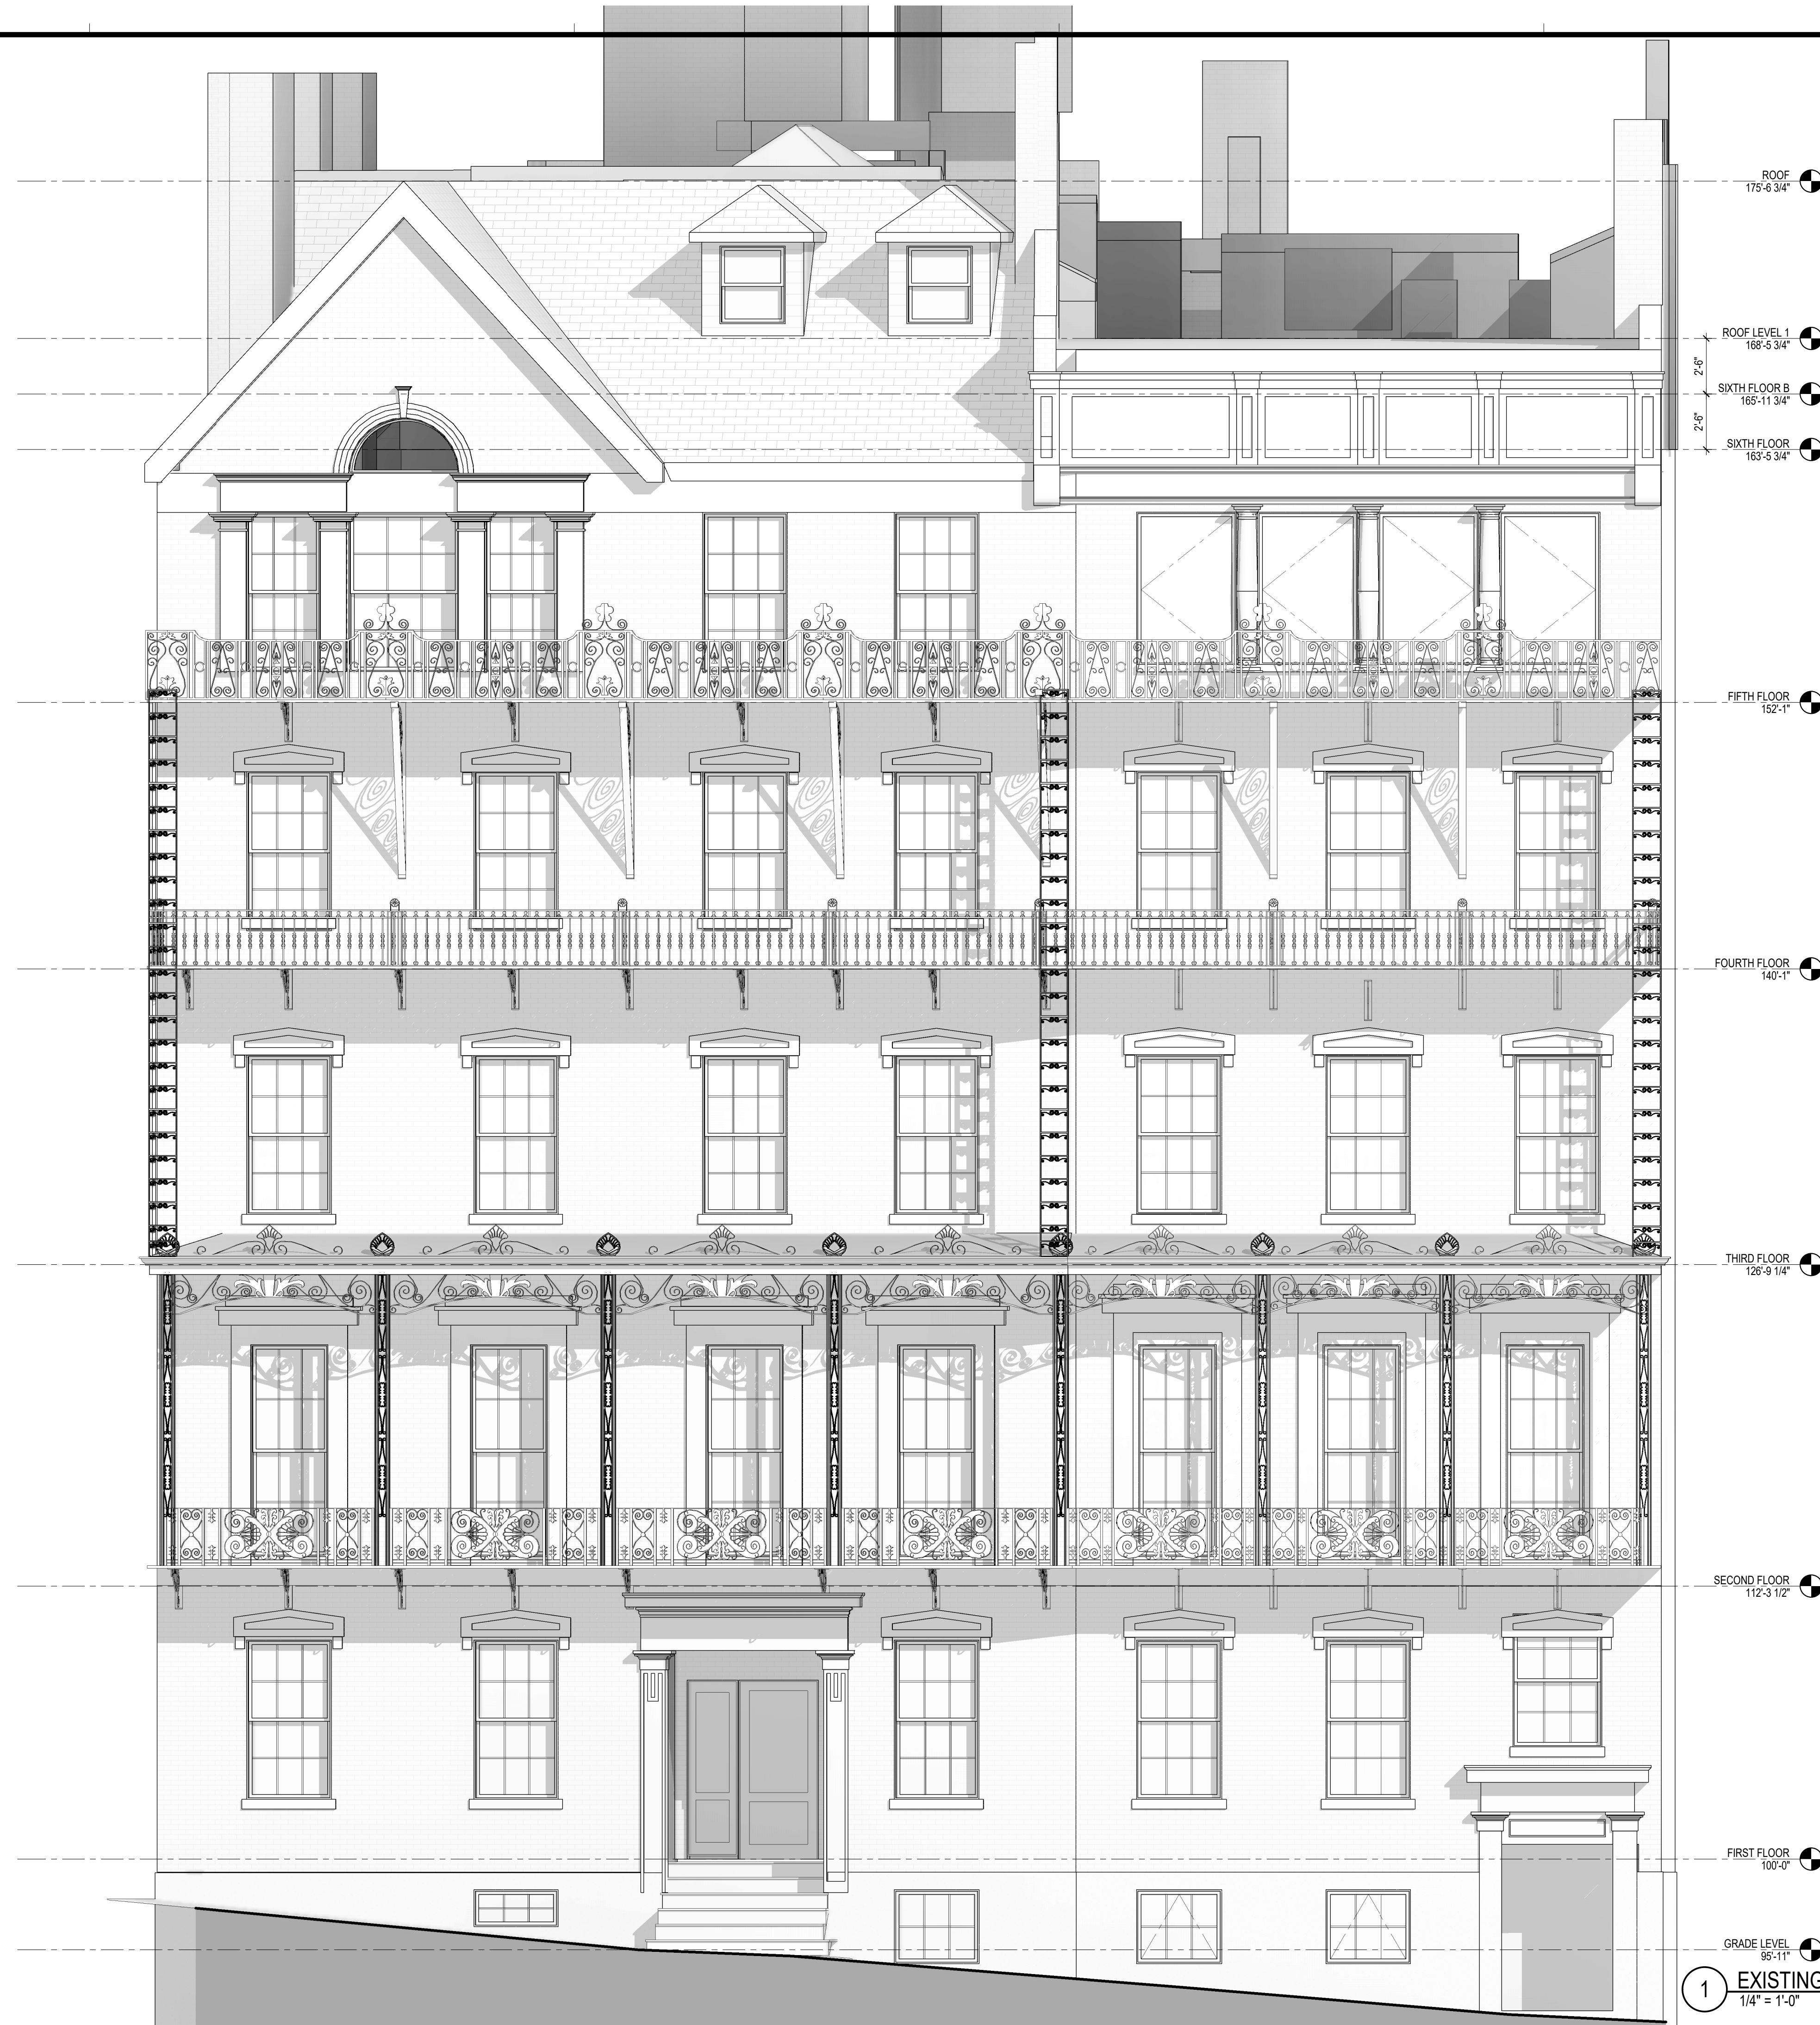 ROOF
175'-6 3/4"
ROOF LEVEL 1
168'-5 3/4"
2'-6"
SIXTH FLOOR B
165'-11 3/4"
2'-6"
SIXTH FLOOR
163'-5 3/4"
FIFTH FLOOR
152'-1"
FOURTH FLOOR
140'-1"
THIRD FLOOR
126'-9 1/4"
SECOND FLOOR
112'-3 1/2"
FIRST FLOOR
100'-0"
GRADE LEVEL
95'-11"
1 EXISTING
1/4" = 1'-0"